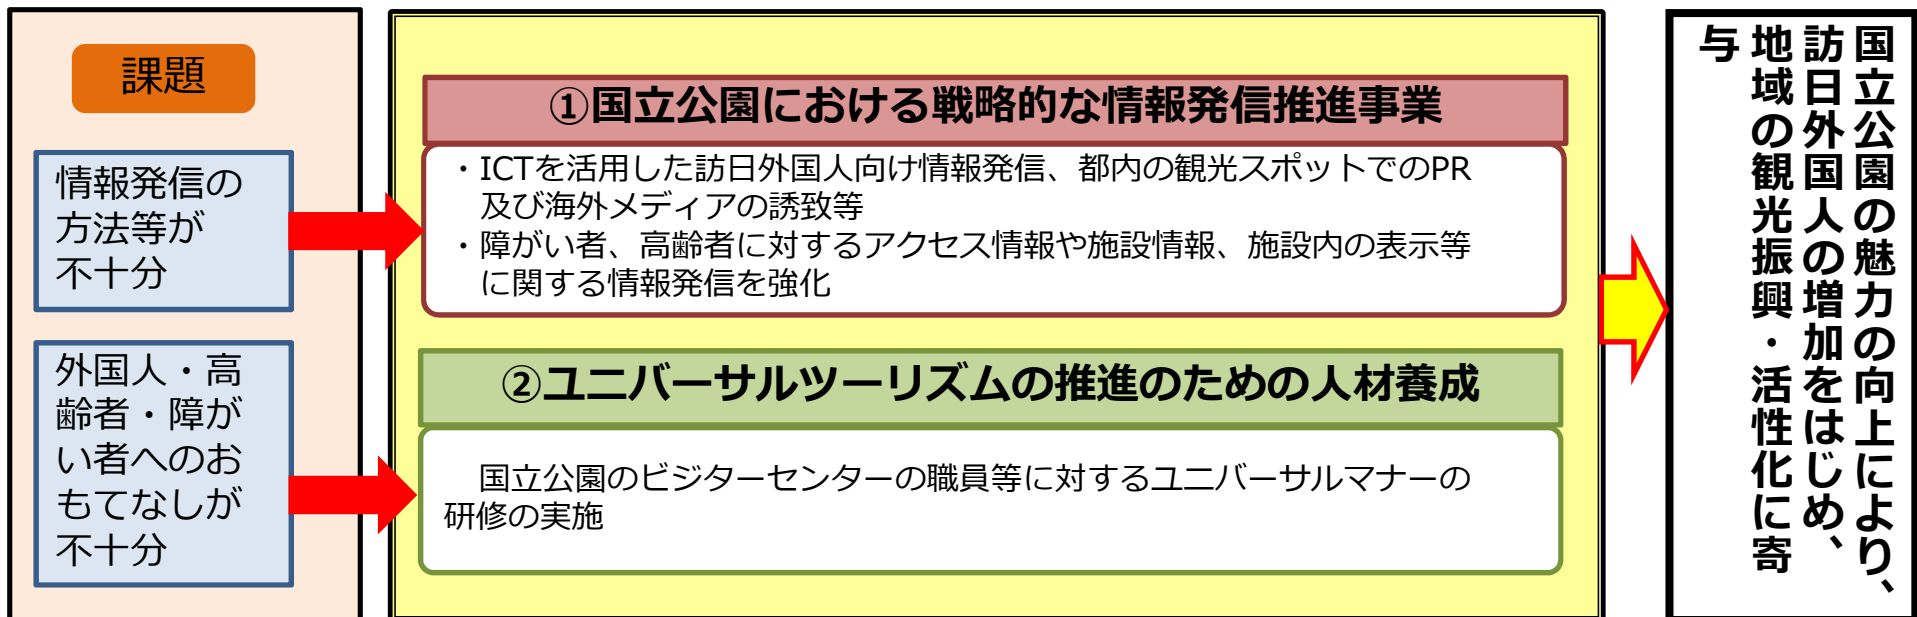 課題
情報発信の
方法等が
不十分
外国人・高
齢者・障が
い者へのお
もてなしが
不十分
①国立公園における戦略的な情報発信推進事業
・ICTを活用した訪日外国人向け情報発信、都内の観光スポットでのPR
及び海外メディアの誘致等
・障がい者、高齢者に対するアクセス情報や施設情報、施設内の表示等
に関する情報発信を強化
②ユニバーサルツーリズムの推進のための人材養成
国立公園のビジターセンターの職員等に対するユニバーサルマナーの
研修の実施
国立公園の魅力の向上により、
訪日外国人の増加をはじめ、
地域の観光振興・活性化に寄
与